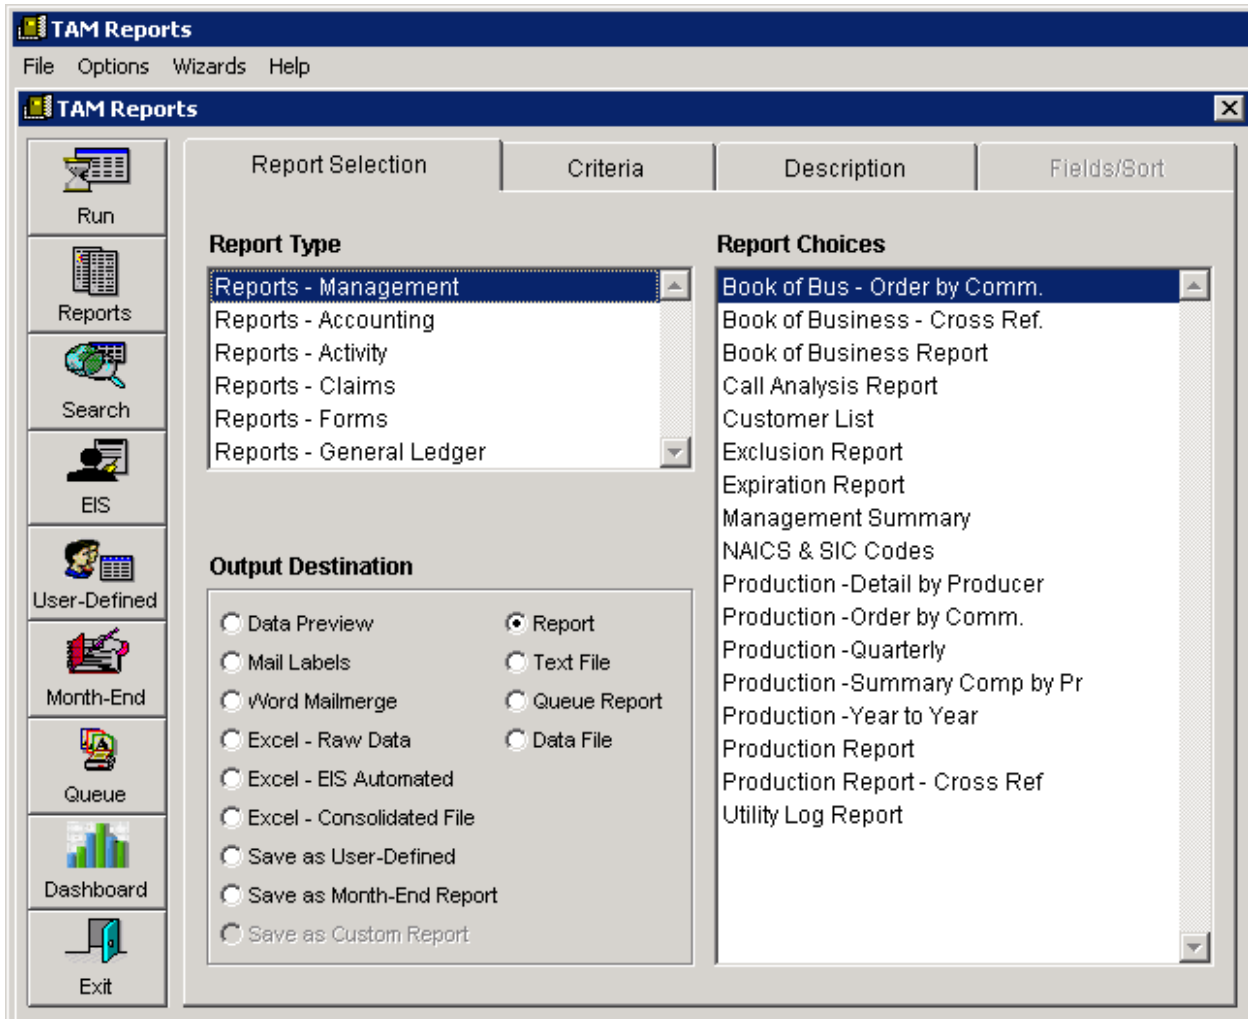 TAM Reports
File Options Wizards Help
TAM Reports
Run
Reports
Search
EIS
User-Defined
Month-End
Queue
Dashboard
Exit
Report Selection
Criteria
Description
Fields/Sort
Report Type
Reports - Management
Reports - Accounting
Reports - Activity
Reports - Claims
Reports - Forms
Reports - General Ledger
Output Destination
Data Preview
Mail Labels
Word Mailmerge
Excel - Raw Data
Excel - EIS Automated
Excel - Consolidated File
Save as User-Defined
Save as Month-End Report
Save as Custom Report
Report
Text File
Queue Report
Data File
Report Choices
Book of Bus - Order by Comm.
Book of Business - Cross Ref.
Book of Business Report
Call Analysis Report
Customer List
Exclusion Report
Expiration Report
Management Summary
NAICS & SIC Codes
Production -Detail by Producer
Production -Order by Comm.
Production -Quarterly
Production -Summary Comp by Pr
Production -Year to Year
Production Report
Production Report - Cross Ref
Utility Log Report